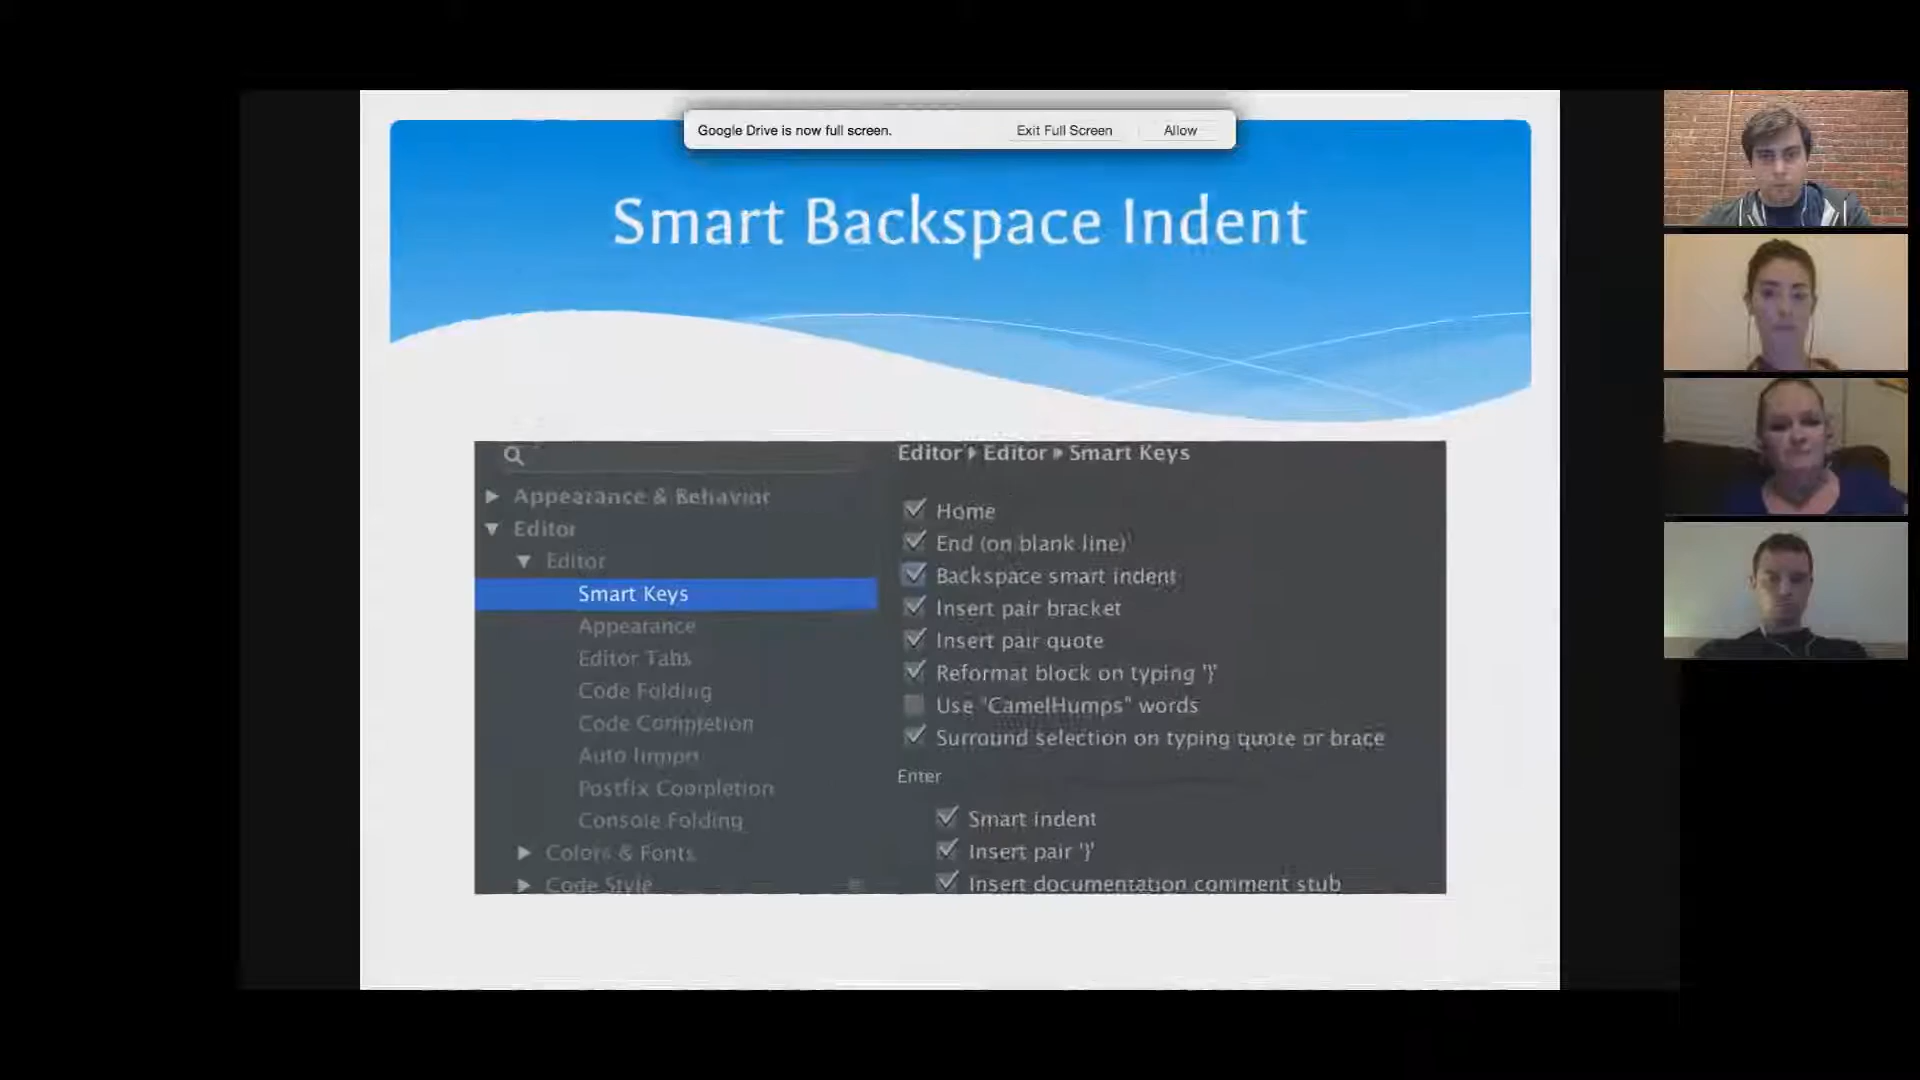 Google Drive is now full screen. Exit Full Screen Allow
Smart Backspace Indent
Appearance & Behavior
Editor
Editor
Smart Keys
Appearance
Editor Tabs
Code Folding
Code Completion
Auto Import
Postfix Completion
Console Folding
Colors & Fonts
Code Style
Editor Editor Smart Keys
Home
End (on blank line)
Backspace smart indent
Insert pair bracket
Insert pair quote
Reformat block on typing '}'
Use "CamelHumps" words
Surround selection on typing quote or brace
Enter
Smart indent
Insert pair '}'
Insert documentation comment stub